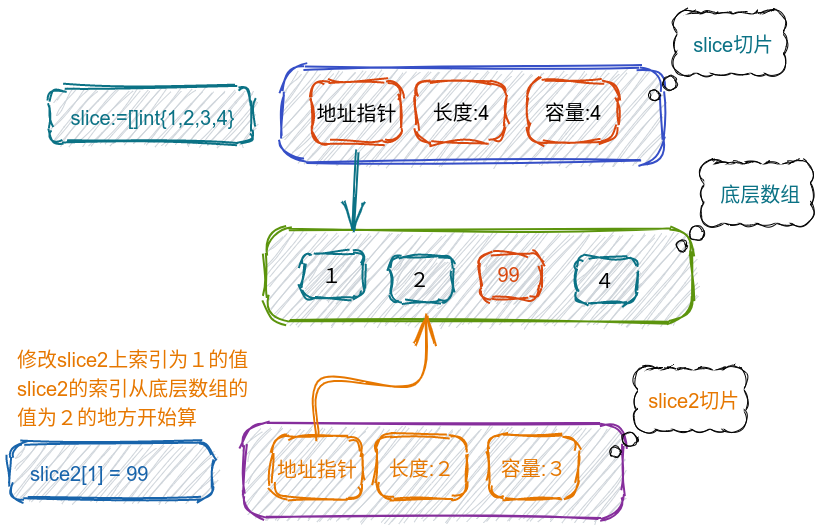 slice切片
slice:=[]int{1,2,3,4}
地址指针
长度:4
容量:4
底层数组
1
2
99
4
修改slice2上索引为１的值
slice2的索引从底层数组的
值为２的地方开始算
slice2切片
slice2[1] = 99
地址指针
长度:２
容量:３